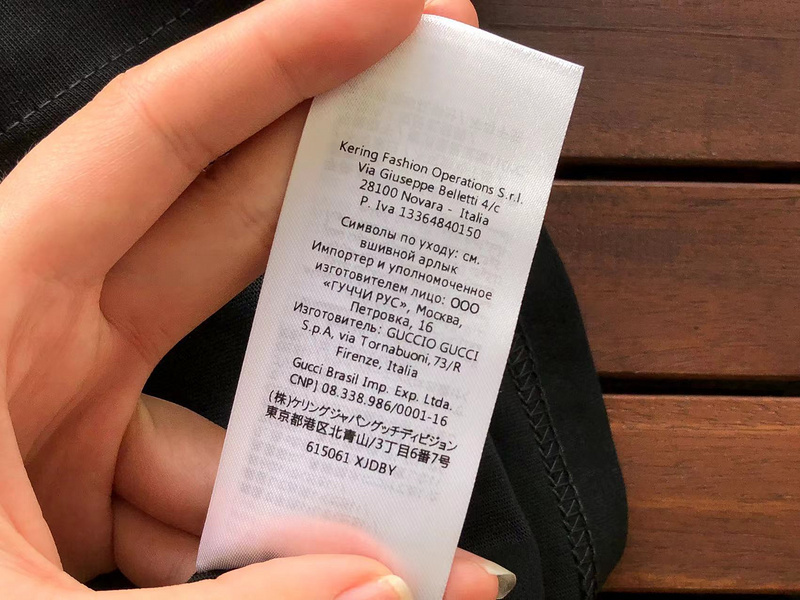 Kering Fashion Operations S.r.l.
Via Giuseppe Belletti 4/c
28100 Novara - Italia
P. Iva 13364840150
Символы по уходу: см.
вшивной арлык
Импортер и уполномоченное
изготовителем лицо: ООО
«ГУЧЧИ РУС», Москва,
Петровка, 16
Изготовитель: GUCCIO GUCCI
S.p.A, via Tornabuoni,73/R
Firenze, Italia
Gucci Brasil Imp. Exp. Ltda.
CNPJ 08.338.986/0001-16
(株)ケリングジャパングッチディビジョン
東京都港区北青山/3丁目6番7号
615061 XJDBY